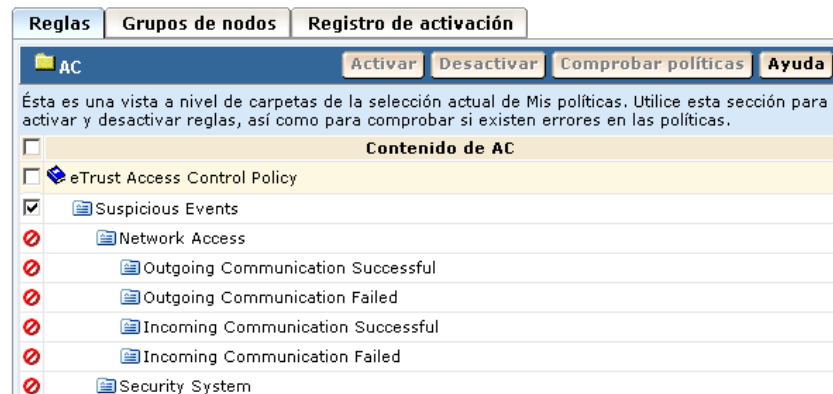 Reglas Grupos de nodos Registro de activación
AC Activar Desactivar Comprobar políticas Ayuda
Ésta es una vista a nivel de carpetas de la selección actual de Mis políticas. Utilice esta sección para
activar y desactivar reglas, así como para comprobar si existen errores en las políticas.
Contenido de AC
eTrust Access Control Policy
Suspicious Events
Network Access
Outgoing Communication Successful
Outgoing Communication Failed
Incoming Communication Successful
Incoming Communication Failed
Security System